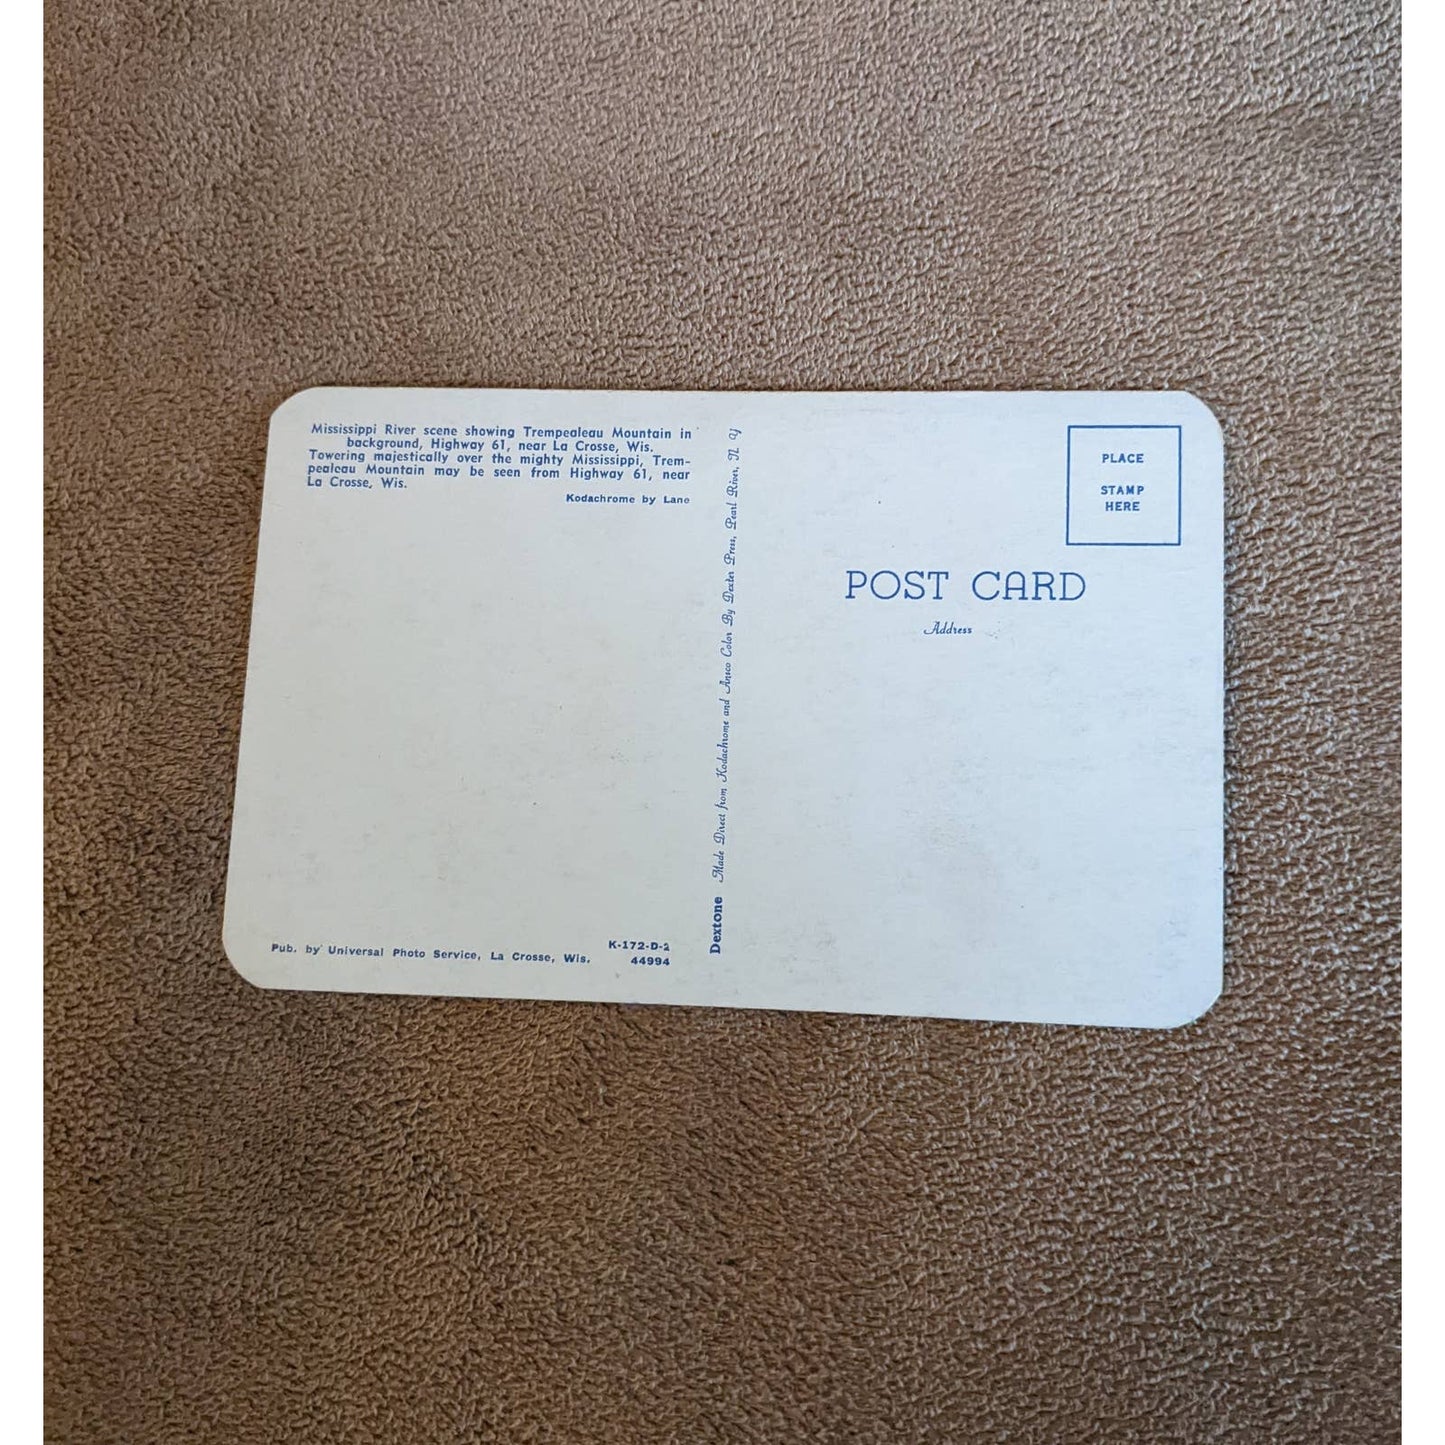 Mississippi River scene showing Trempealeau Mountain in
background, Highway 61, near La Crosse, Wis.
Towering majestically over the mighty Mississippi, Trem-
pealeau Mountain may be seen from Highway 61, near
La Crosse, Wis.
Kodachrome by Lane
Pub. by Universal Photo Service, La Crosse, Wis.
K-172-D-2
44994
Dextone Made Direct from Kodachrome and Ansco Color By Dexter Press, Pearl River, N Y
PLACE
STAMP
HERE
POST CARD
Address